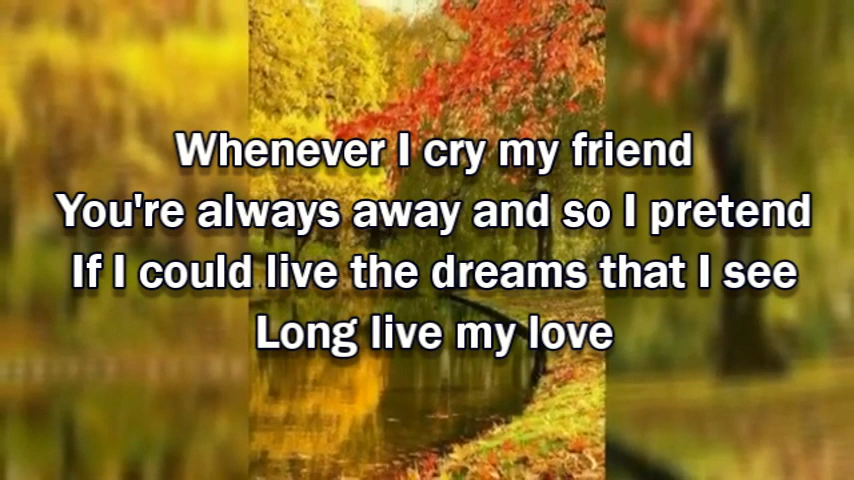 Whenever I cry my friend
You're always away and so I pretend
If I could live the dreams that I see
Long live my love